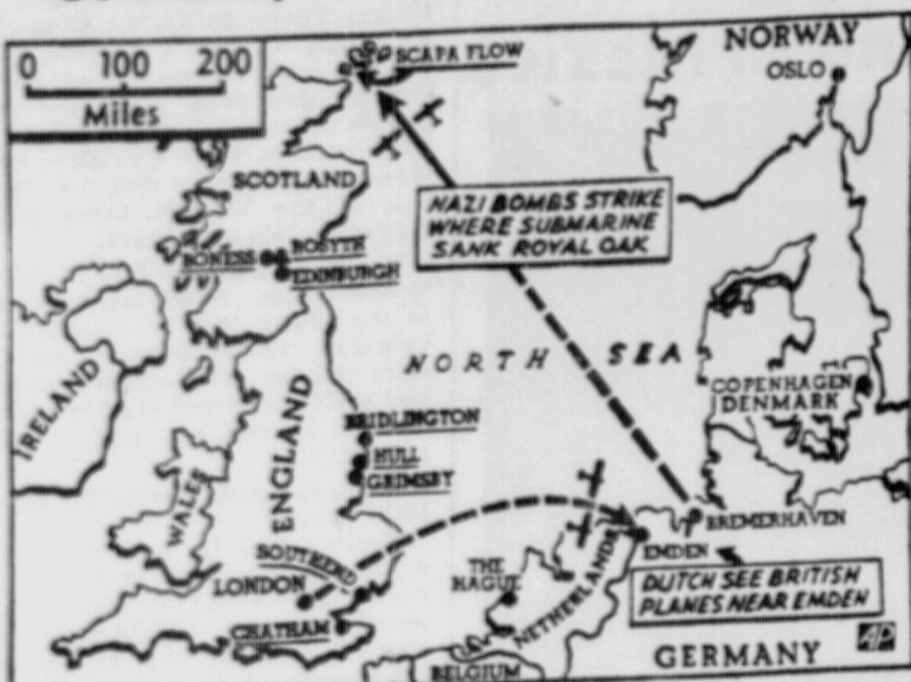 0 100 200
Miles
SCAPA FLOW
NORWAY
OSLO
SCOTLAND
NAZI BOMBS STRIKE
WHERE SUBMARINE
SANK ROYAL OAK
BONESS
ROSYTH
EDINBURGH
NORTH SEA
IRELAND
ENGLAND
COPENHAGEN
DENMARK
BRIDLINGTON
HULL
GRIMSBY
WALES
BREMERHAVEN
SOUTHEND
EMDEN
LONDON
THE
HAGUE
NETHERLANDS
DUTCH SEE BRITISH
PLANES NEAR EMDEN
CHATHAM
GERMANY
AP
BELGIUM